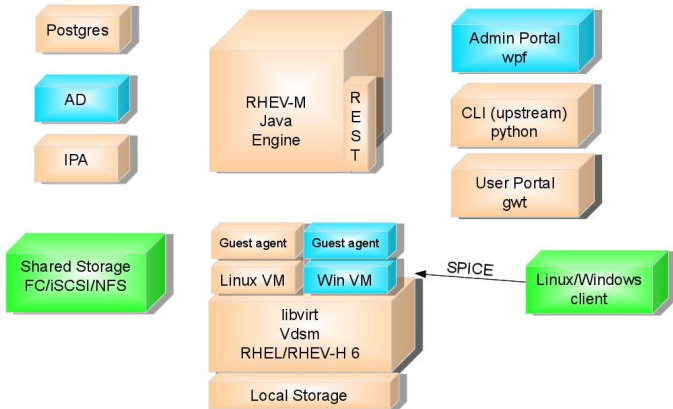 Postgres
AD
IPA
RHEV-M
Java
Engine
REST
Admin Portal
wpf
CLI (upstream)
python
User Portal
gwt
Shared Storage
FC/iSCSI/NFS
Guest agent
Guest agent
Linux VM
Win VM
libvirt
Vdsm
RHEL/RHEV-H 6
Local Storage
SPICE
Linux/Windows
client